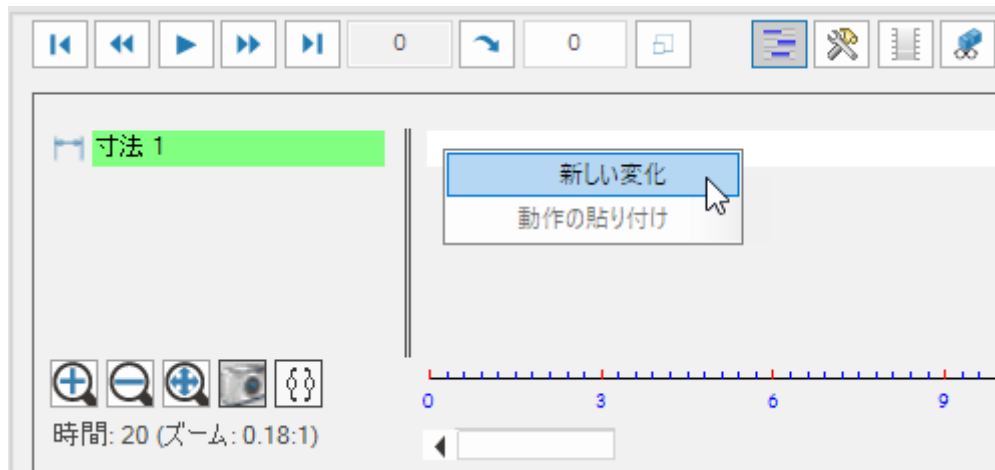 0 0
寸法 1
新しい変化
動作の貼り付け
0 3 6 9
時間: 20 (ズーム: 0.18:1)